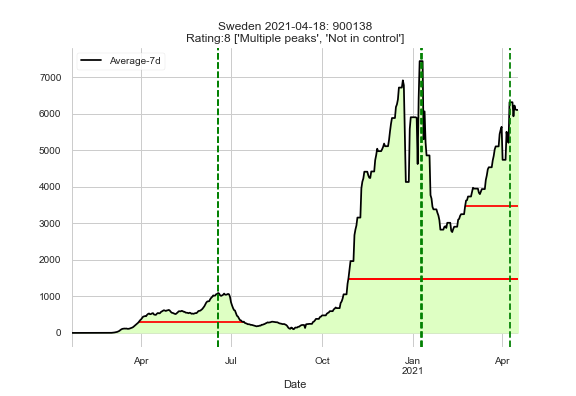 Sweden 2021-04-18: 900138
Rating:8 ['Multiple peaks', 'Not in control']
Average-7d
7000
6000
5000
4000
3000
2000
1000
0
Apr
Jul
Oct
Jan
2021
Apr
Date